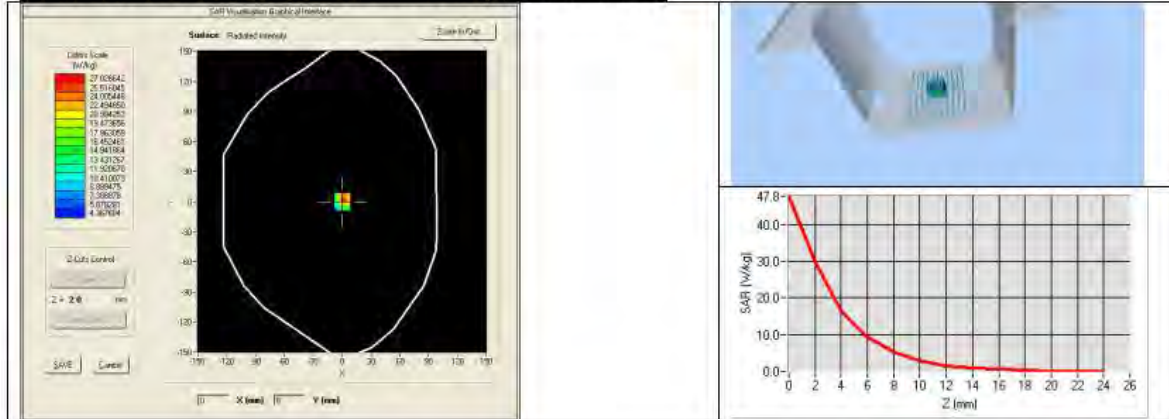 SAR Visualisation Graphical Interface
Surface Radiated Intensity
Zoom In/Out
Colors Scale
(W/kg)
27.026642
25.516045
24.005448
22.494850
20.984253
19.473656
17.963059
16.452461
14.941864
13.431267
11.920670
10.410073
8.899475
7.388878
5.878281
4.367684
150
120
90
60
30
0
-30
-60
-90
-120
-150
Y
-150 -120 -90 -60 -30 0 30 60 90 120 150
X
Z-Cuts Control
Z = 2.0 mm
SAVE Cancel
0 X (mm) 0 Y (mm)
47.8
40.0
30.0
20.0
10.0
0.0
SAR (W/kg)
0 2 4 6 8 10 12 14 16 18 20 22 24 26
Z (mm)